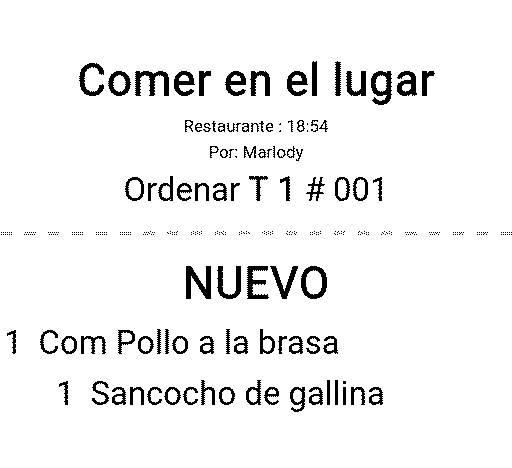 Comer en el lugar
Restaurante : 18:54
Por: Marlody
Ordenar T 1 # 001
NUEVO
1 Com Pollo a la brasa
1 Sancocho de gallina